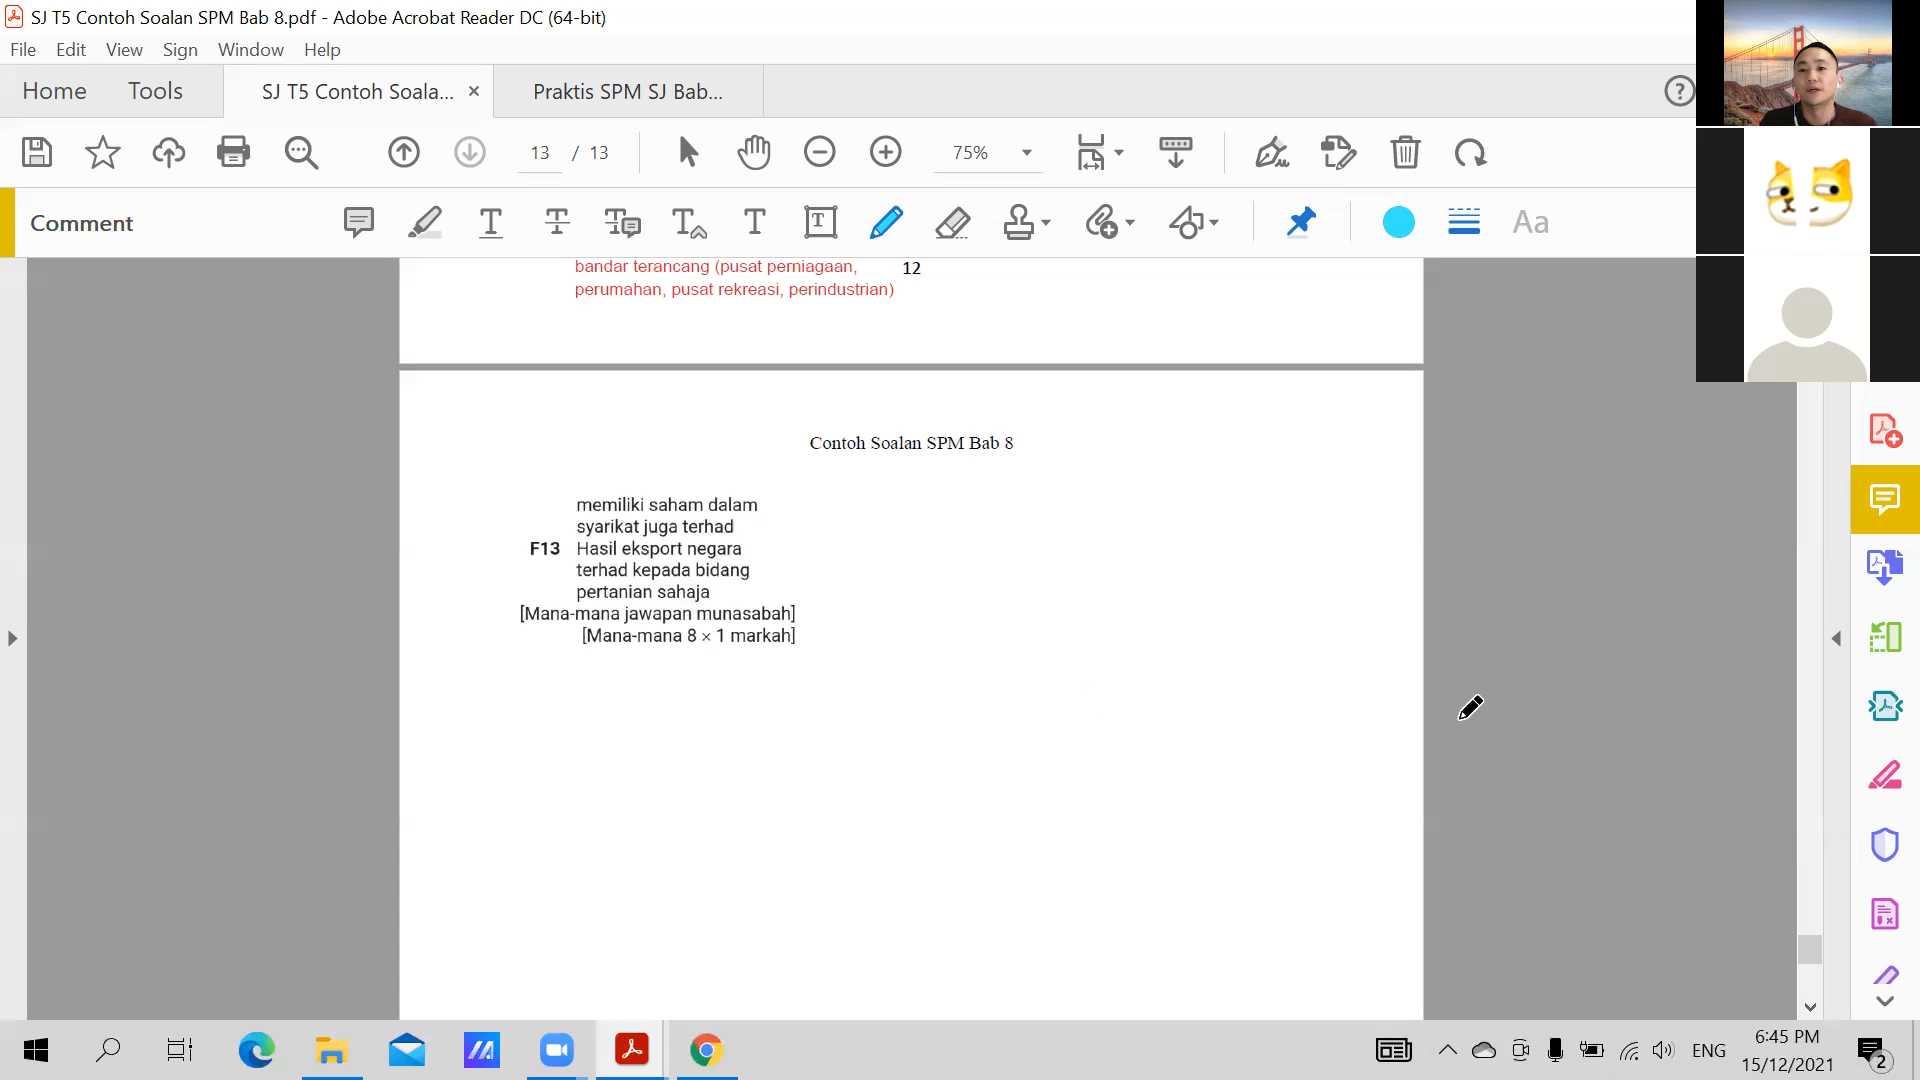 SJ T5 Contoh Soalan SPM Bab 8.pdf - Adobe Acrobat Reader DC (64-bit)
File Edit View Sign Window Help
Home Tools SJ T5 Contoh Soala... × Praktis SPM SJ Bab...
13 / 13 75%
Comment
Aa
bandar terancang (pusat perniagaan, 12
perumahan, pusat rekreasi, perindustrian)
Contoh Soalan SPM Bab 8
memiliki saham dalam
syarikat juga terhad
F13 Hasil eksport negara
terhad kepada bidang
pertanian sahaja
[Mana-mana jawapan munasabah]
[Mana-mana 8 × 1 markah]
ENG
6:45 PM
15/12/2021
2